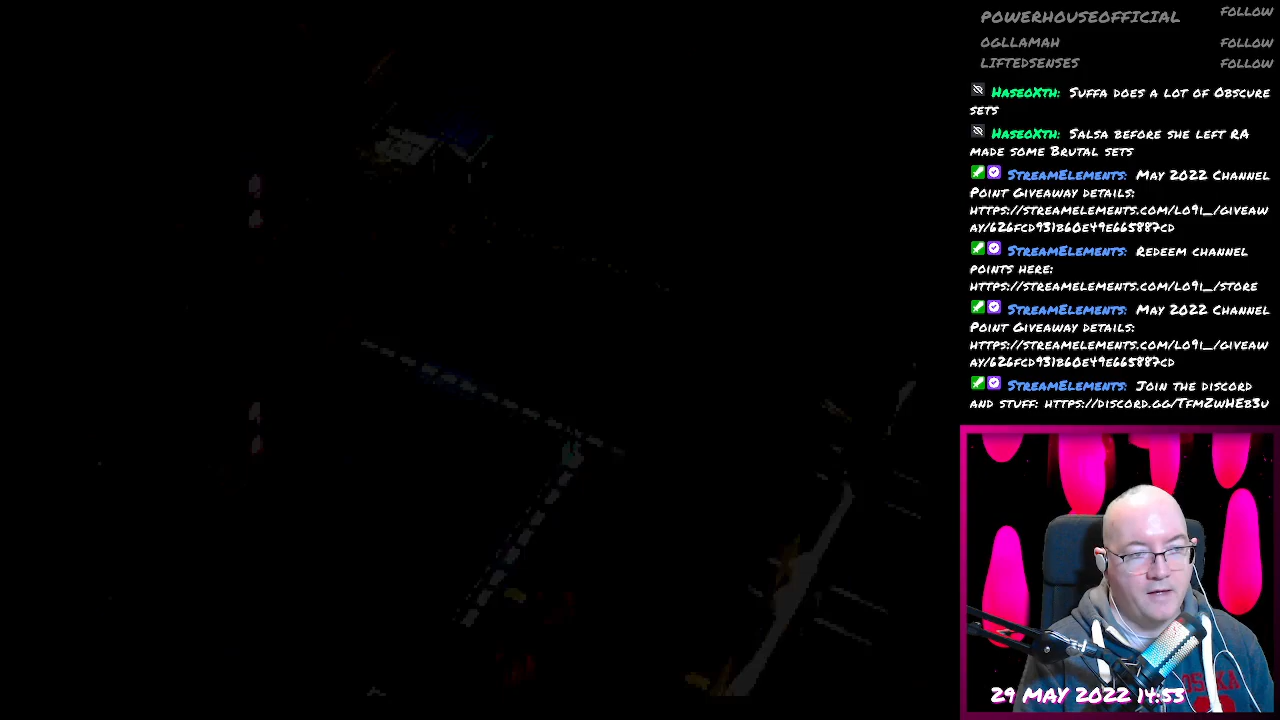 POWERHOUSEOFFICIAL FOLLOW
OGLLAMAH FOLLOW
LIFTEDSENSES FOLLOW
HaseoXth: Suffa does a lot of Obscure
sets
HaseoXth: Salsa before she left RA
made some Brutal sets
StreamElements: May 2022 Channel
Point Giveaway details:
https://streamelements.com/lo9i_/giveaw
ay/626fcd931b60e49e665887cd
StreamElements: Redeem channel
points here:
https://streamelements.com/lo9i_/store
StreamElements: May 2022 Channel
Point Giveaway details:
https://streamelements.com/lo9i_/giveaw
ay/626fcd931b60e49e665887cd
StreamElements: Join the discord
and stuff: https://discord.gg/TfmZwHEb3u
29 MAY 2022 14:53